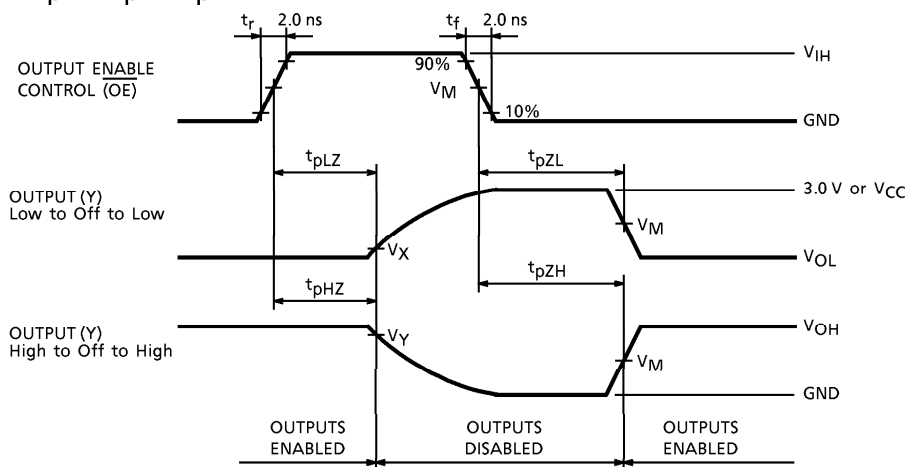 tr 2.0 ns tf 2.0 ns
OUTPUT ENABLE
CONTROL (O̅E̅)
90%
VM
10%
VIH
GND
tpLZ tpZL
OUTPUT (Y)
Low to Off to Low
3.0 V or VCC
VX
VM
VOL
tpHZ tpZH
OUTPUT (Y)
High to Off to High
VY
VM
VOH
GND
OUTPUTS
ENABLED
OUTPUTS
DISABLED
OUTPUTS
ENABLED